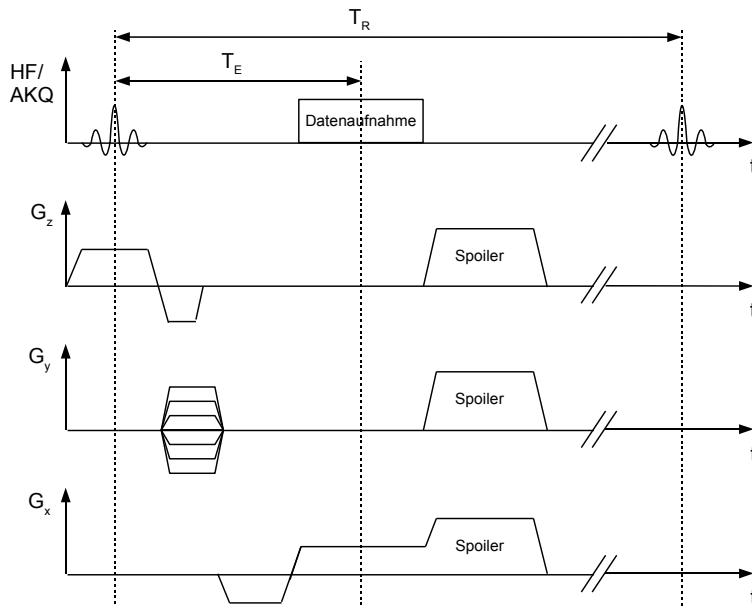 T_R
T_E
HF/
AKQ
Datenaufnahme
t
G_z
Spoiler
t
G_y
Spoiler
t
G_x
Spoiler
t